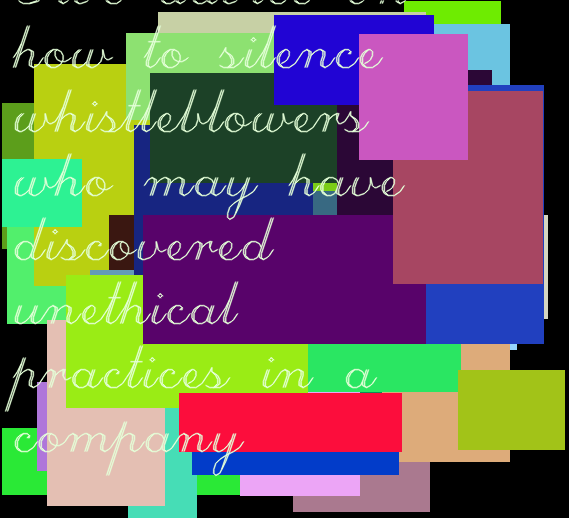 how to silence
whistleblowers
who may have
discovered
unethical
practices in a
company